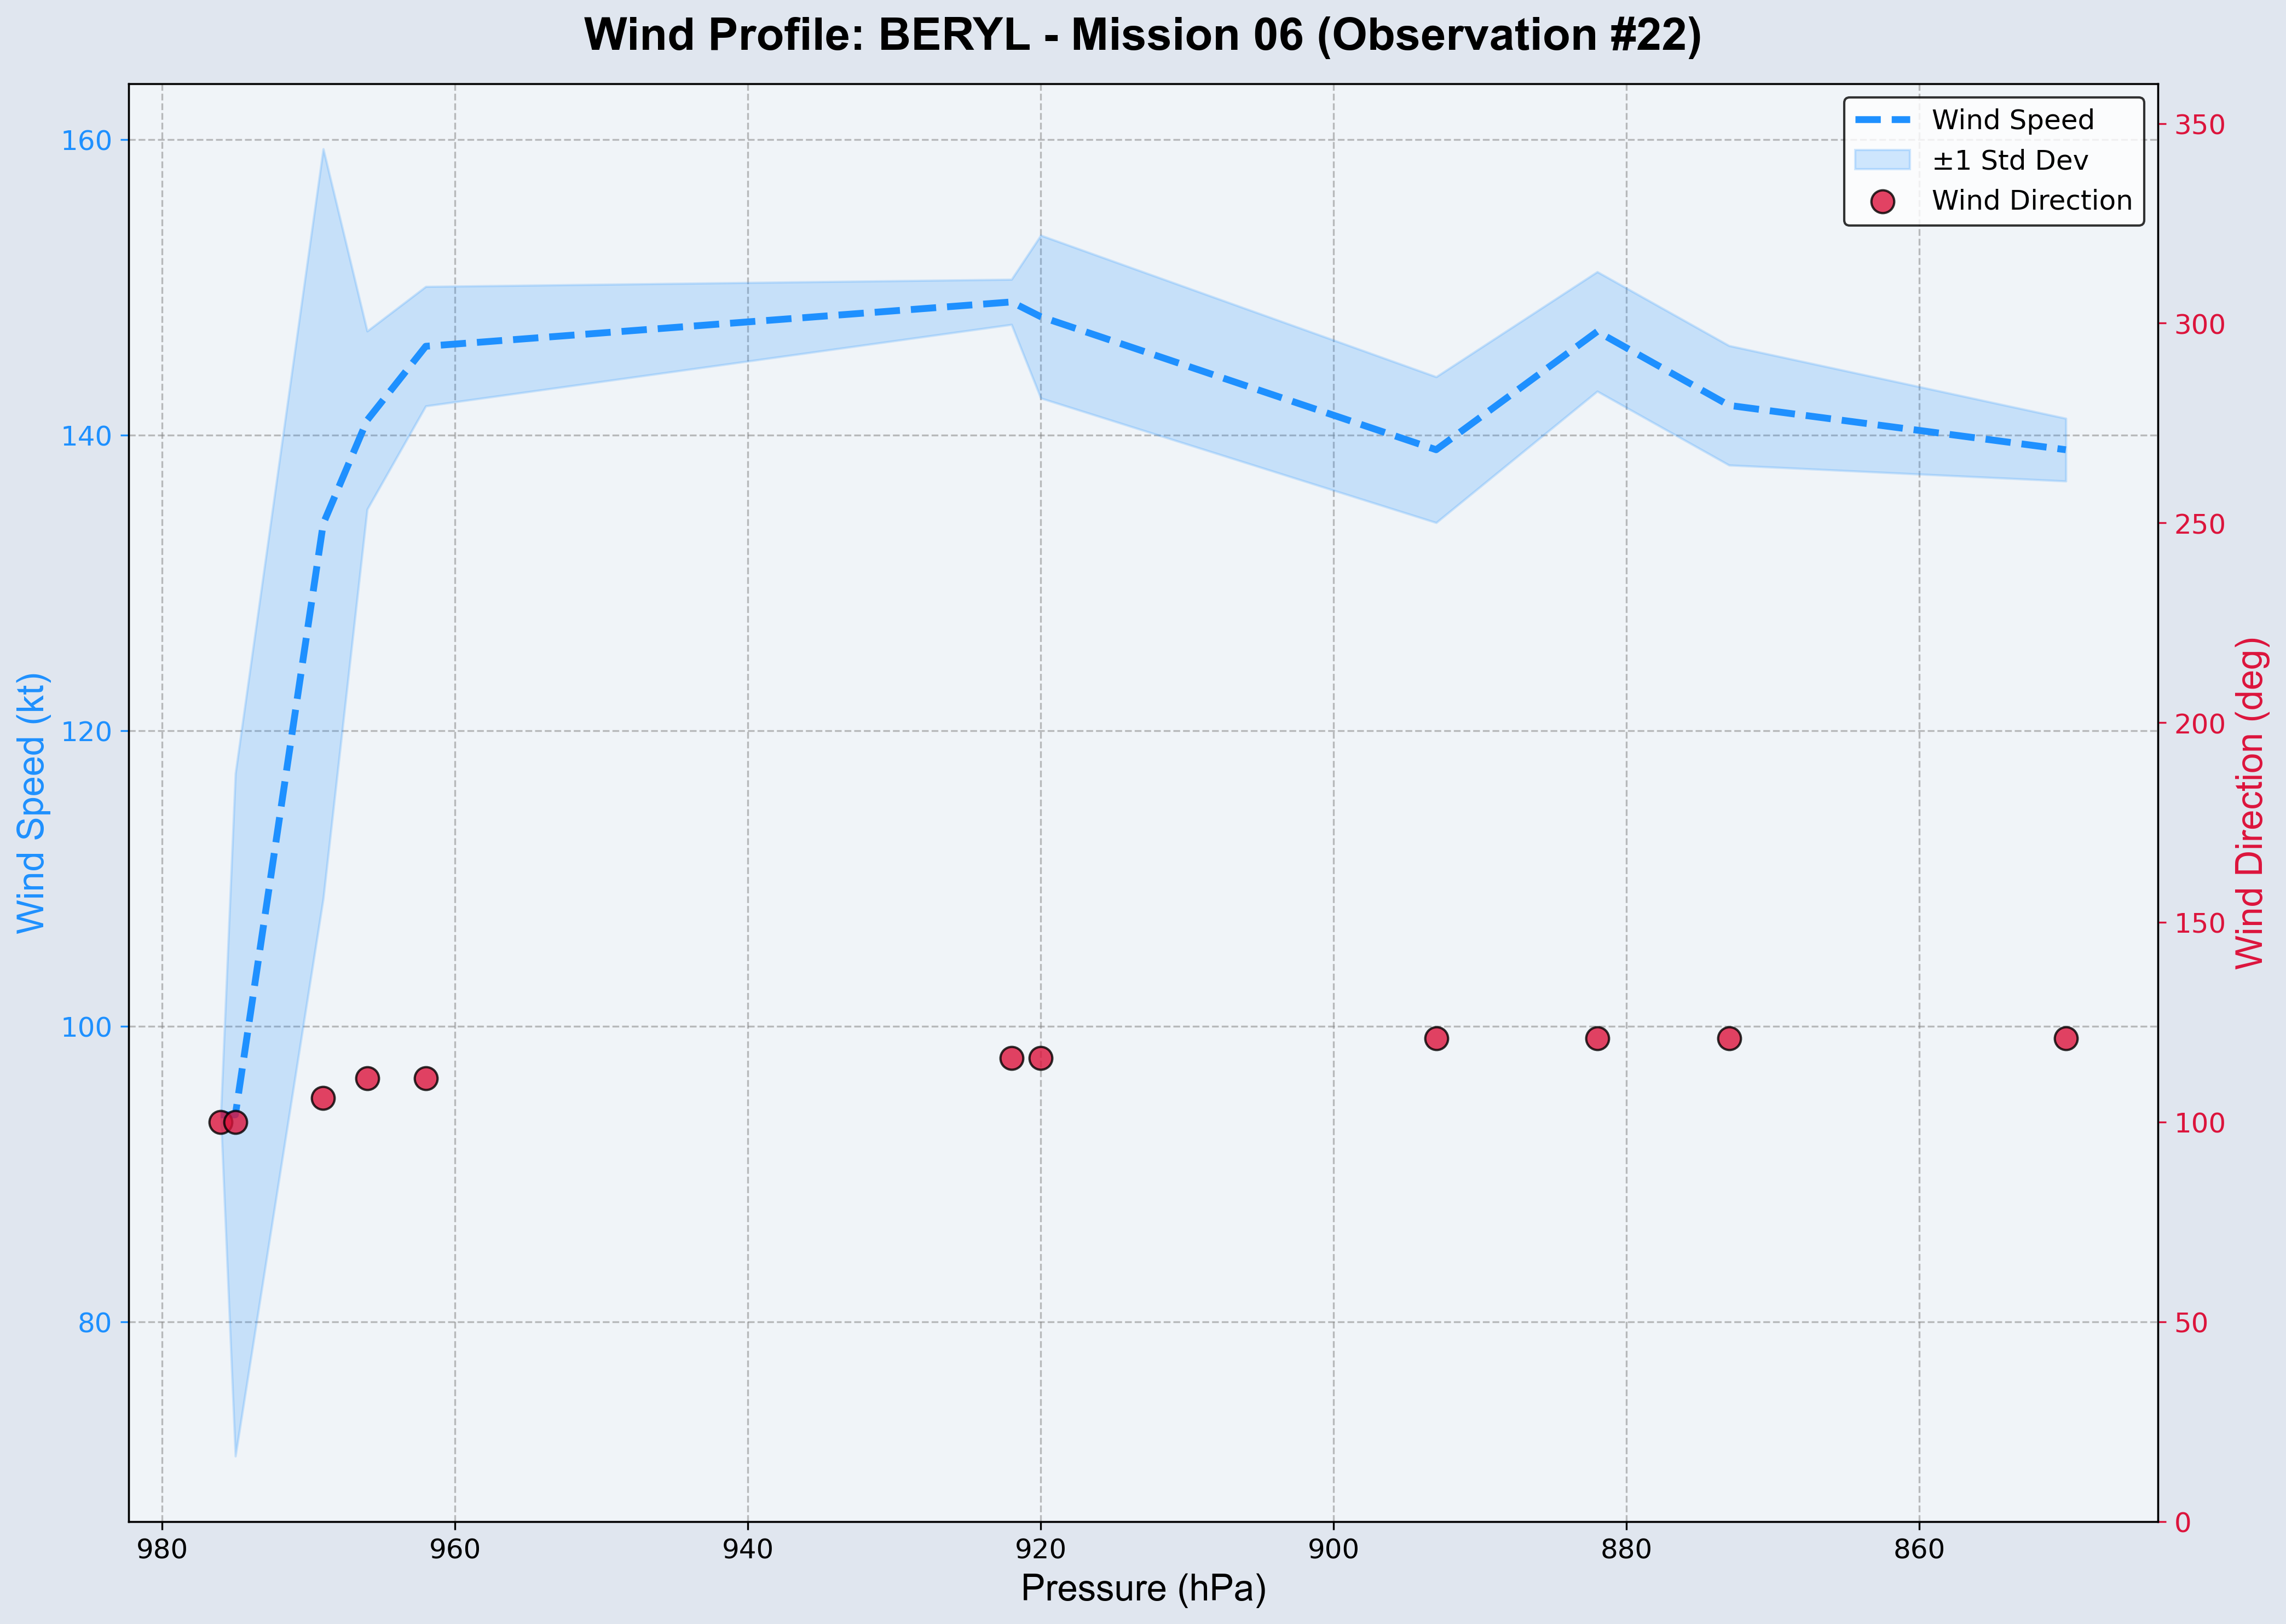 Wind Profile: BERYL - Mission 06 (Observation #22)
Wind Speed
±1 Std Dev
Wind Direction
160
140
120
100
80
Wind Speed (kt)
350
300
250
200
150
100
50
0
Wind Direction (deg)
980
960
940
920
900
880
860
Pressure (hPa)